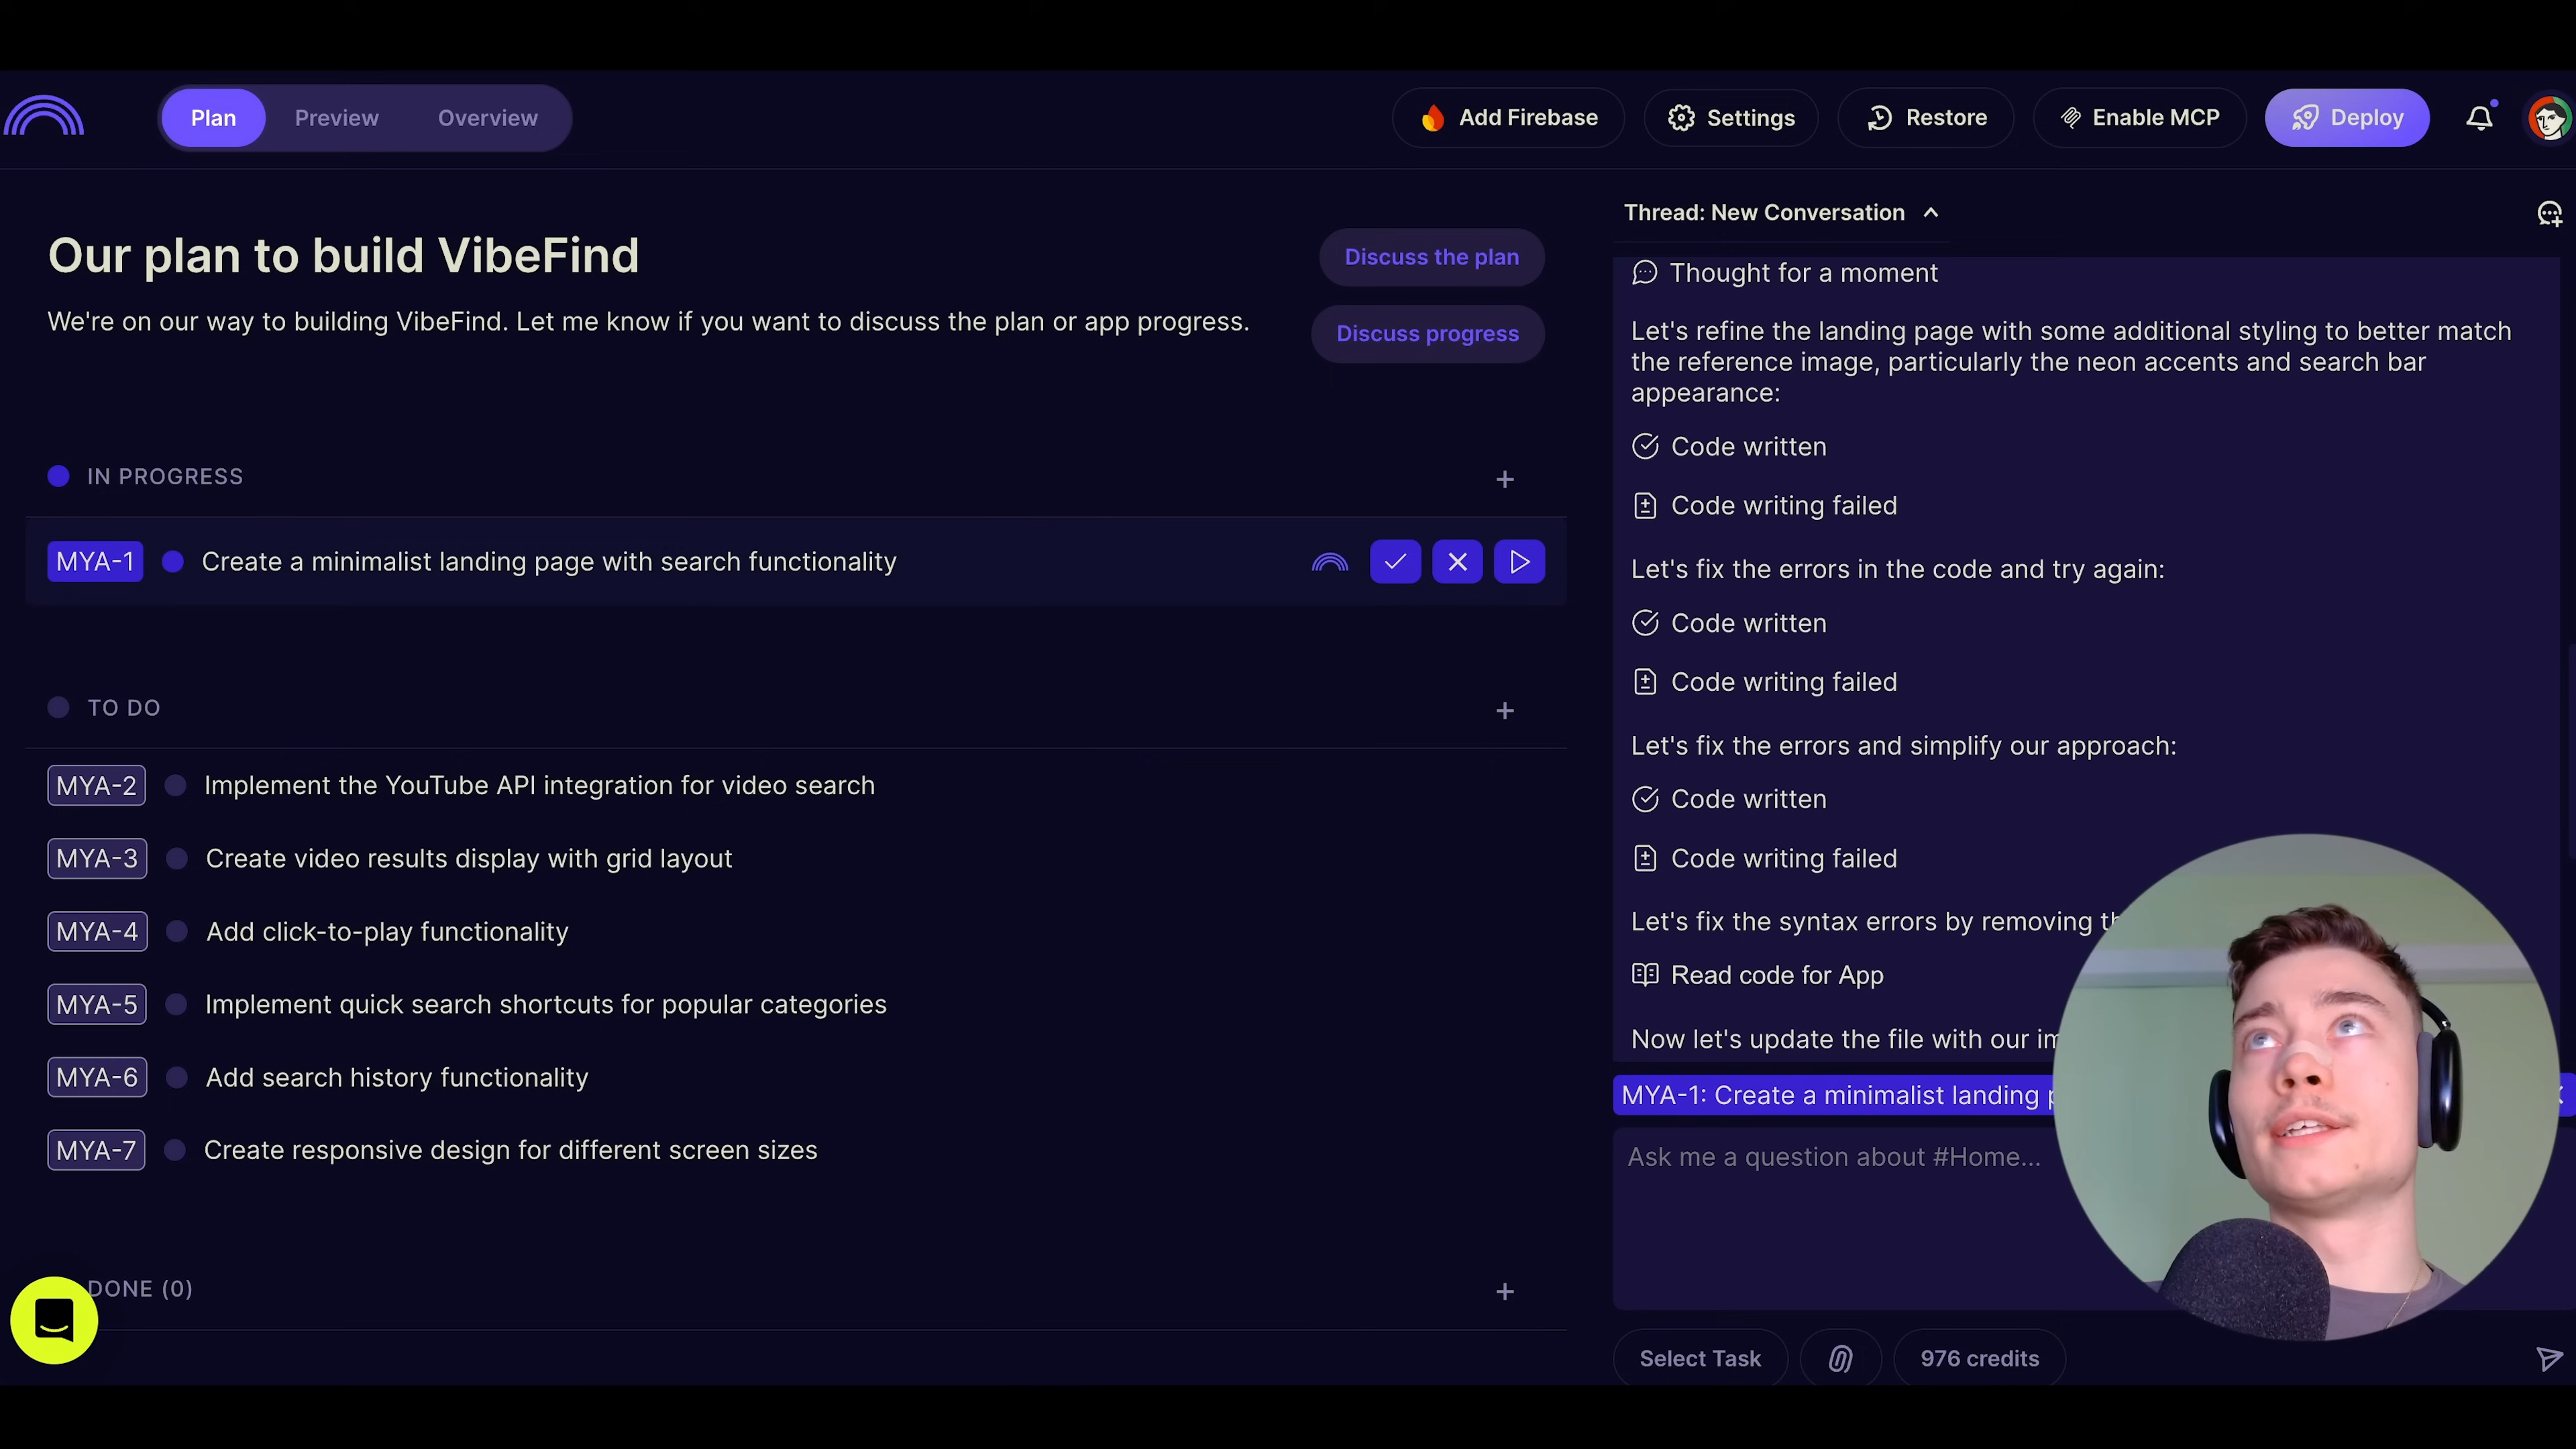 Plan
Preview
Overview
Add Firebase
Settings
Restore
Enable MCP
Deploy
Our plan to build VibeFind
We're on our way to building VibeFind. Let me know if you want to discuss the plan or app progress.
Discuss the plan
Discuss progress
IN PROGRESS
MYA-1 Create a minimalist landing page with search functionality
TO DO
MYA-2 Implement the YouTube API integration for video search
MYA-3 Create video results display with grid layout
MYA-4 Add click-to-play functionality
MYA-5 Implement quick search shortcuts for popular categories
MYA-6 Add search history functionality
MYA-7 Create responsive design for different screen sizes
DONE (0)
Thread: New Conversation
Thought for a moment
Let's refine the landing page with some additional styling to better match
the reference image, particularly the neon accents and search bar
appearance:
Code written
Code writing failed
Let's fix the errors in the code and try again:
Code written
Code writing failed
Let's fix the errors and simplify our approach:
Code written
Code writing failed
Let's fix the syntax errors by removing
Read code for App
Now let's update the file with our
MYA-1: Create a minimalist landing
Ask me a question about #Home...
Select Task
976 credits